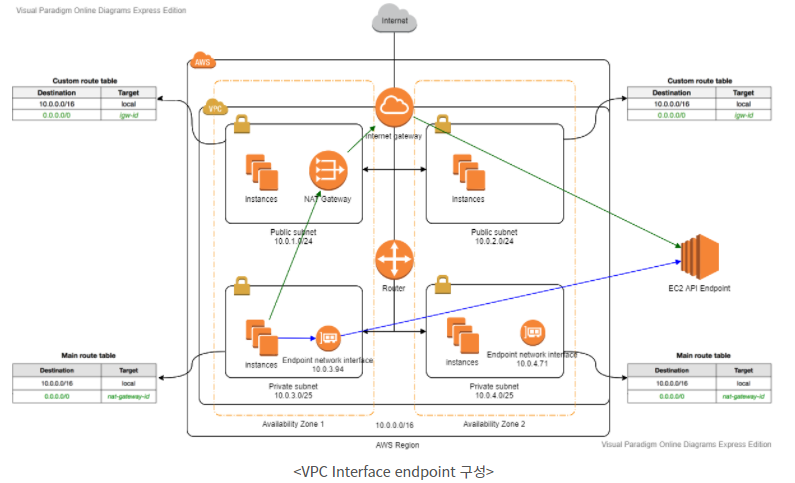 Visual Paradigm Online Diagrams Express Edition
Internet
AWS
Custom route table
Destination Target
10.0.0.0/16 local
0.0.0.0/0 igw-id
Custom route table
Destination Target
10.0.0.0/16 local
0.0.0.0/0 igw-id
VPC
Internet gateway
Instances
NAT Gateway
Instances
Public subnet
10.0.1.0/24
Public subnet
10.0.2.0/24
Router
EC2 API Endpoint
Instances
Endpoint network interface
10.0.3.94
Instances
Endpoint network interface
10.0.4.71
Main route table
Destination Target
10.0.0.0/16 local
0.0.0.0/0 nat-gateway-id
Main route table
Destination Target
10.0.0.0/16 local
0.0.0.0/0 nat-gateway-id
Private subnet
10.0.3.0/25
Private subnet
10.0.4.0/25
Availability Zone 1
10.0.0.0/16
Availability Zone 2
AWS Region
Visual Paradigm Online Diagrams Express Edition
<VPC Interface endpoint 구성>